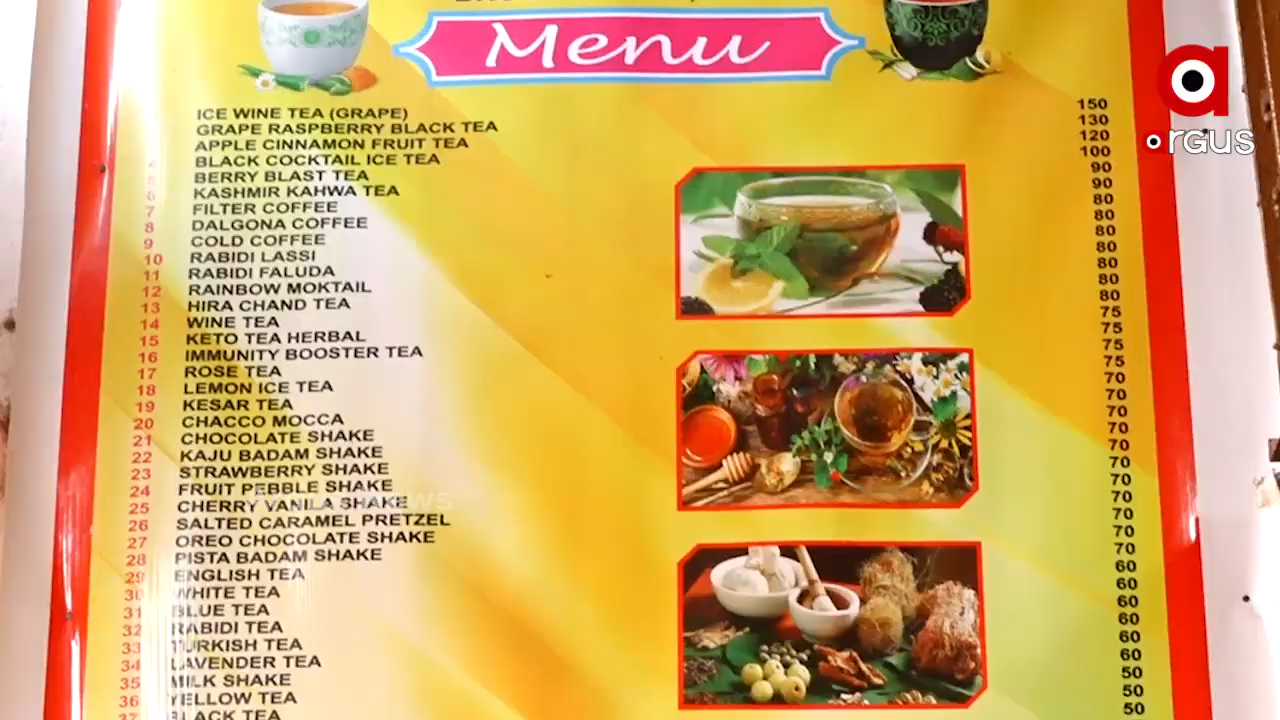 Menu
ICE WINE TEA (GRAPE) 150
GRAPE RASPBERRY BLACK TEA 130
APPLE CINNAMON FRUIT TEA 120
BLACK COCKTAIL ICE TEA 100
5 BERRY BLAST TEA 90
6 KASHMIR KAHWA TEA 90
7 FILTER COFFEE 80
8 DALGONA COFFEE 80
9 COLD COFFEE 80
10 RABIDI LASSI 80
11 RABIDI FALUDA 80
12 RAINBOW MOKTAIL 80
13 HIRA CHAND TEA 80
14 WINE TEA 75
15 KETO TEA HERBAL 75
16 IMMUNITY BOOSTER TEA 75
17 ROSE TEA 75
18 LEMON ICE TEA 70
19 KESAR TEA 70
20 CHACCO MOCCA 70
21 CHOCOLATE SHAKE 70
22 KAJU BADAM SHAKE 70
23 STRAWBERRY SHAKE 70
24 FRUIT PEBBLE SHAKE 70
25 CHERRY VANILA SHAKE 70
26 SALTED CARAMEL PRETZEL 70
27 OREO CHOCOLATE SHAKE 70
28 PISTA BADAM SHAKE 70
29 ENGLISH TEA 60
30 WHITE TEA 60
31 BLUE TEA 60
32 RABIDI TEA 60
33 TURKISH TEA 60
34 LAVENDER TEA 60
35 MILK SHAKE 50
36 YELLOW TEA 50
37 BLACK TEA 50
a
argus